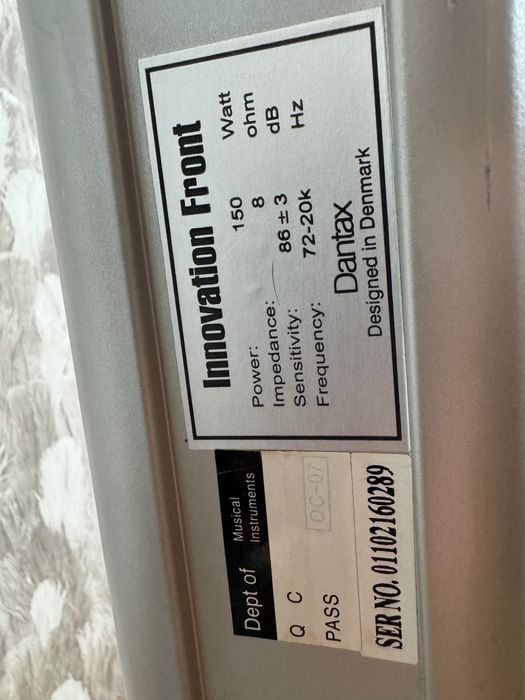 Innovation Front
Power: 150 Watt
Impedance: 8 ohm
Sensitivity: 86 ± 3 dB
Frequency: 72-20k Hz
Dantax
Designed in Denmark
Dept of Musical
Instruments
Q C
PASS QC-07
SER NO. 01102160289